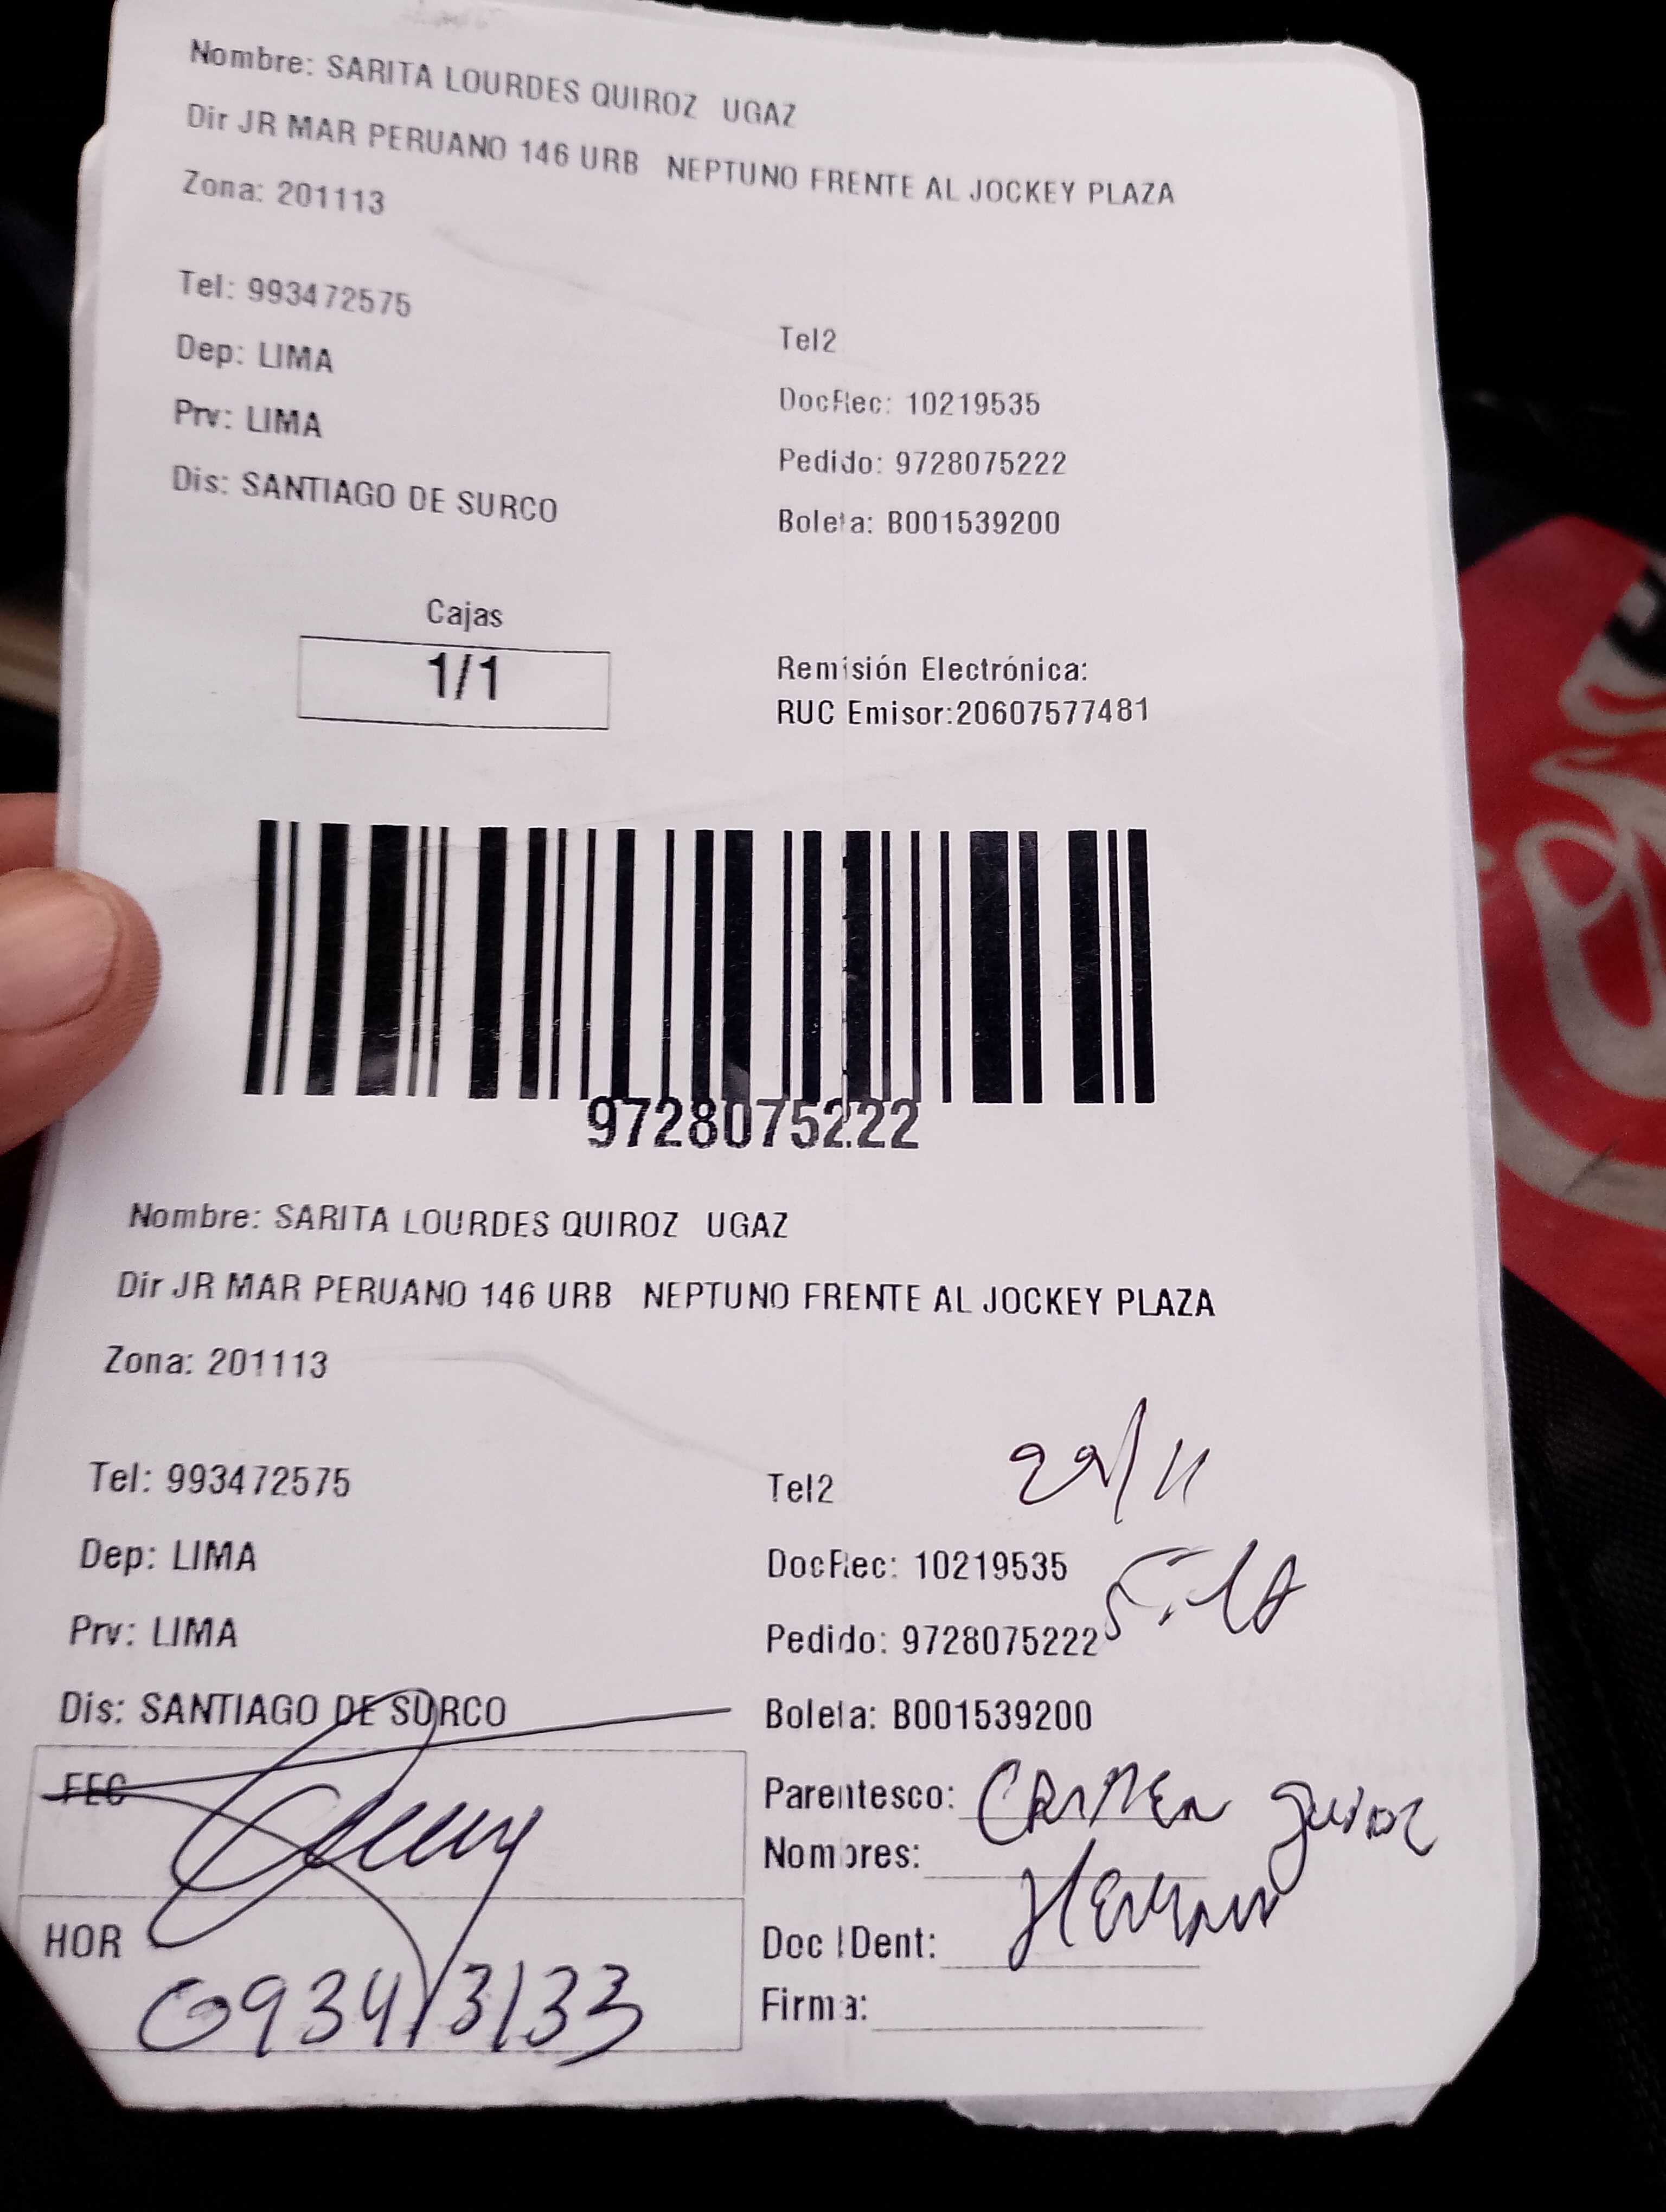 Nombre: SARITA LOURDES QUIROZ UGAZ
Dir JR MAR PERUANO 146 URB NEPTUNO FRENTE AL JOCKEY PLAZA
Zona: 201113
Tel: 993472575
Tel2
Dep: LIMA
DocRec: 10219535
Prv: LIMA
Pedido: 9728075222
Dis: SANTIAGO DE SURCO
Boleta: B001539200
Cajas
1/1
Remisión Electrónica:
RUC Emisor:20607577481
9728075222
Nombre: SARITA LOURDES QUIROZ UGAZ
Dir JR MAR PERUANO 146 URB NEPTUNO FRENTE AL JOCKEY PLAZA
Zona: 201113
29/11
Tel: 993472575
Tel2
Dep: LIMA
DocRec: 10219535
Prv: LIMA
Pedido: 9728075222
Dis: SANTIAGO DE SURCO
Boleta: B001539200
FEC
Parentesco: CARMEN Quiroz
Nombres:
HOR
Doc IDent:
Firma: